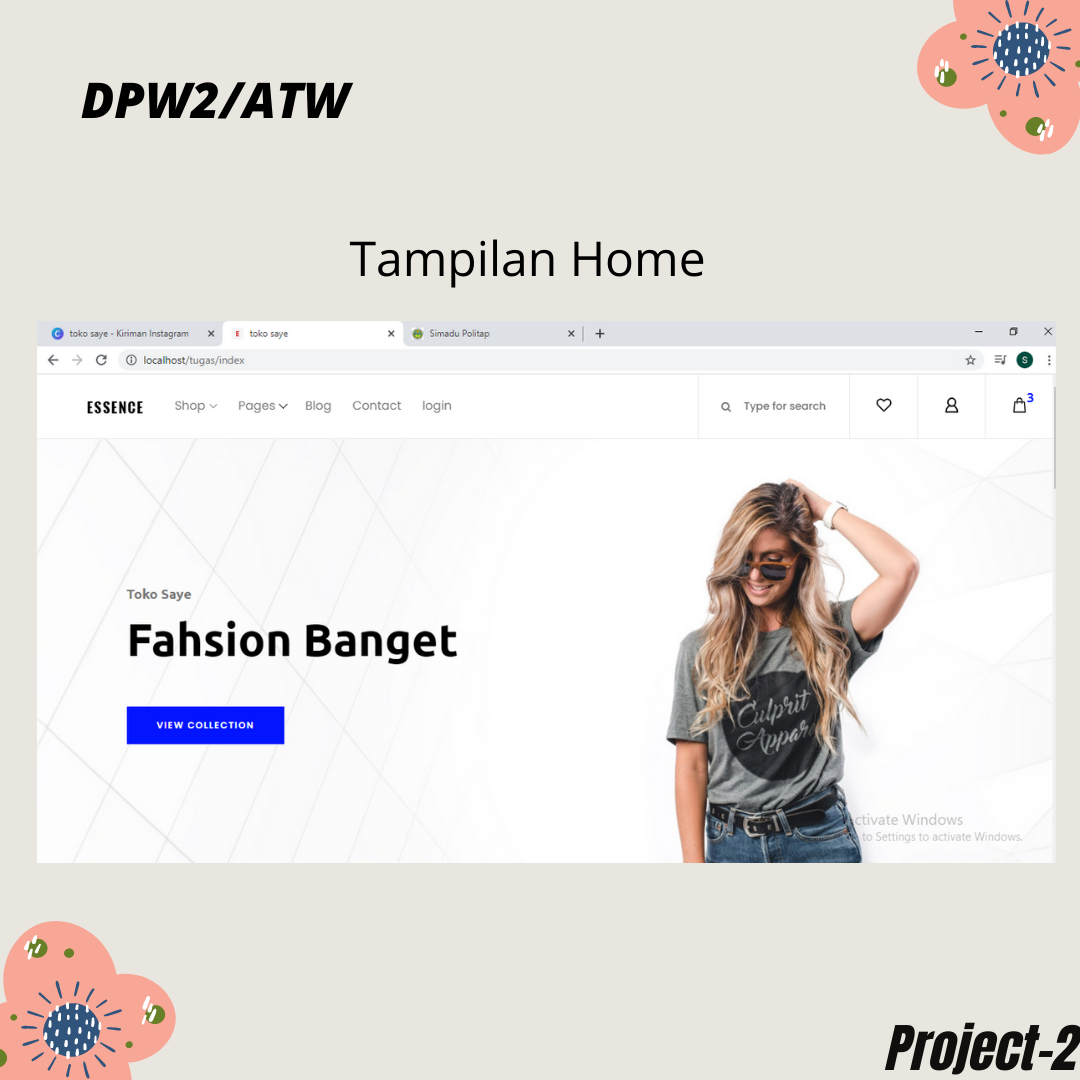 DPW2/ATW
Tampilan Home
toko saye - Kiriman Instagram
toko saye
Simadu Politap
localhost/tugas/index
S
ESSENCE
Shop
Pages
Blog
Contact
login
Type for search
3
Toko Saye
Fahsion Banget
VIEW COLLECTION
Culprit
Appar
ctivate Windows
to Settings to activate Windows.
Project-2